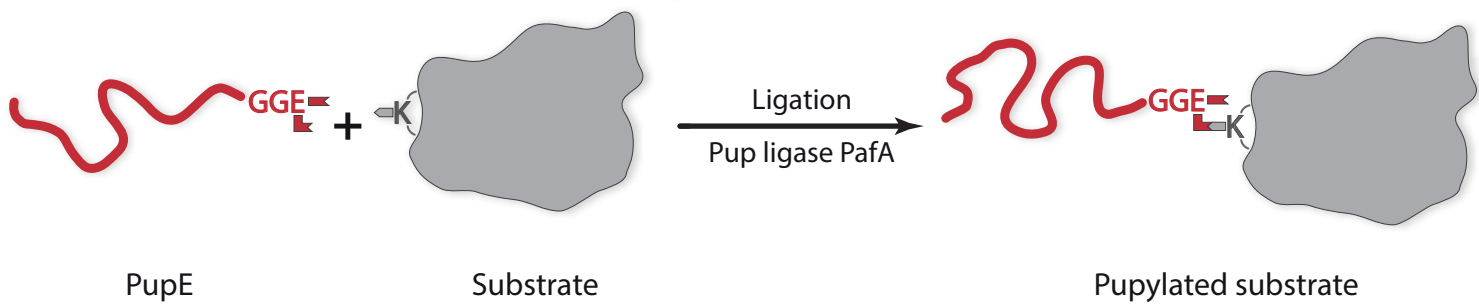 GGE
+
K
Ligation
Pup ligase PafA
GGE
K
PupE
Substrate
Pupylated substrate